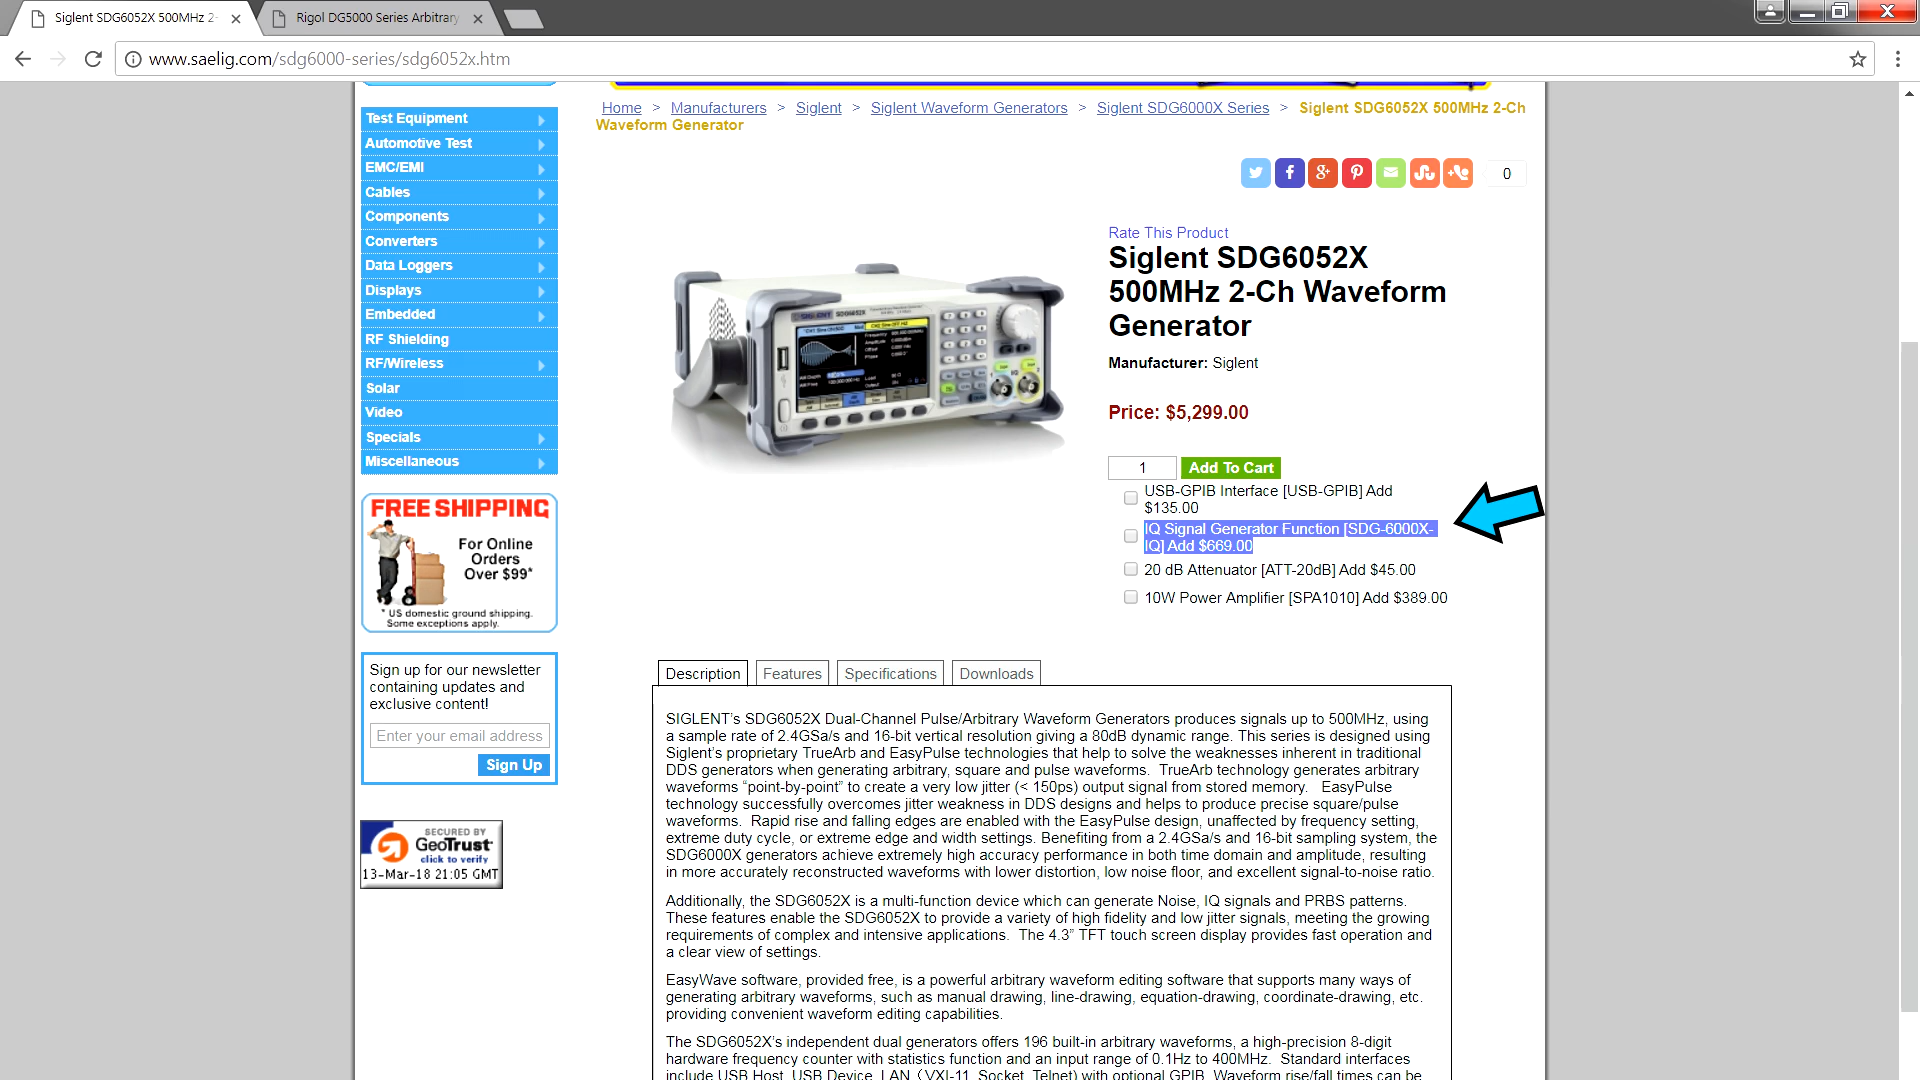 Siglent SDG6052X 500MHz 2-
Rigol DG5000 Series Arbitrary
www.saelig.com/sdg6000-series/sdg6052x.htm
Home > Manufacturers > Siglent > Siglent Waveform Generators > Siglent SDG6000X Series > Siglent SDG6052X 500MHz 2-Ch
Waveform Generator
Test Equipment
Automotive Test
EMC/EMI
Cables
Components
Converters
Data Loggers
Displays
Embedded
RF Shielding
RF/Wireless
Solar
Video
Specials
Miscellaneous
FREE SHIPPING
For Online
Orders
Over $99*
* US domestic ground shipping.
Some exceptions apply.
Sign up for our newsletter
containing updates and
exclusive content!
Enter your email address
Sign Up
SECURED BY
GeoTrust
click to verify
13-Mar-18 21:05 GMT
0
Rate This Product
Siglent SDG6052X
500MHz 2-Ch Waveform
Generator
Manufacturer: Siglent
Price: $5,299.00
1 Add To Cart
USB-GPIB Interface [USB-GPIB] Add
$135.00
IQ Signal Generator Function [SDG-6000X-
IQ] Add $669.00
20 dB Attenuator [ATT-20dB] Add $45.00
10W Power Amplifier [SPA1010] Add $389.00
SIGLENT SDG6052X
Description Features Specifications Downloads
SIGLENT’s SDG6052X Dual-Channel Pulse/Arbitrary Waveform Generators produces signals up to 500MHz, using
a sample rate of 2.4GSa/s and 16-bit vertical resolution giving a 80dB dynamic range. This series is designed using
Siglent’s proprietary TrueArb and EasyPulse technologies that help to solve the weaknesses inherent in traditional
DDS generators when generating arbitrary, square and pulse waveforms.  TrueArb technology generates arbitrary
waveforms “point-by-point” to create a very low jitter (< 150ps) output signal from stored memory.   EasyPulse
technology successfully overcomes jitter weakness in DDS designs and helps to produce precise square/pulse
waveforms.  Rapid rise and falling edges are enabled with the EasyPulse design, unaffected by frequency setting,
extreme duty cycle, or extreme edge and width settings. Benefiting from a 2.4GSa/s and 16-bit sampling system, the
SDG6000X generators achieve extremely high accuracy performance in both time domain and amplitude, resulting
in more accurately reconstructed waveforms with lower distortion, low noise floor, and excellent signal-to-noise ratio.
Additionally, the SDG6052X is a multi-function device which can generate Noise, IQ signals and PRBS patterns.
These features enable the SDG6052X to provide a variety of high fidelity and low jitter signals, meeting the growing
requirements of complex and intensive applications.  The 4.3” TFT touch screen display provides fast operation and
a clear view of settings.
EasyWave software, provided free, is a powerful arbitrary waveform editing software that supports many ways of
generating arbitrary waveforms, such as manual drawing, line-drawing, equation-drawing, coordinate-drawing, etc.
providing convenient waveform editing capabilities.
The SDG6052X’s independent dual generators offers 196 built-in arbitrary waveforms, a high-precision 8-digit
hardware frequency counter with statistics function and an input range of 0.1Hz to 400MHz.  Standard interfaces
include USB Host, USB Device, LAN (VXI-11, Socket, Telnet) with optional GPIB. Waveform rise/fall times can be